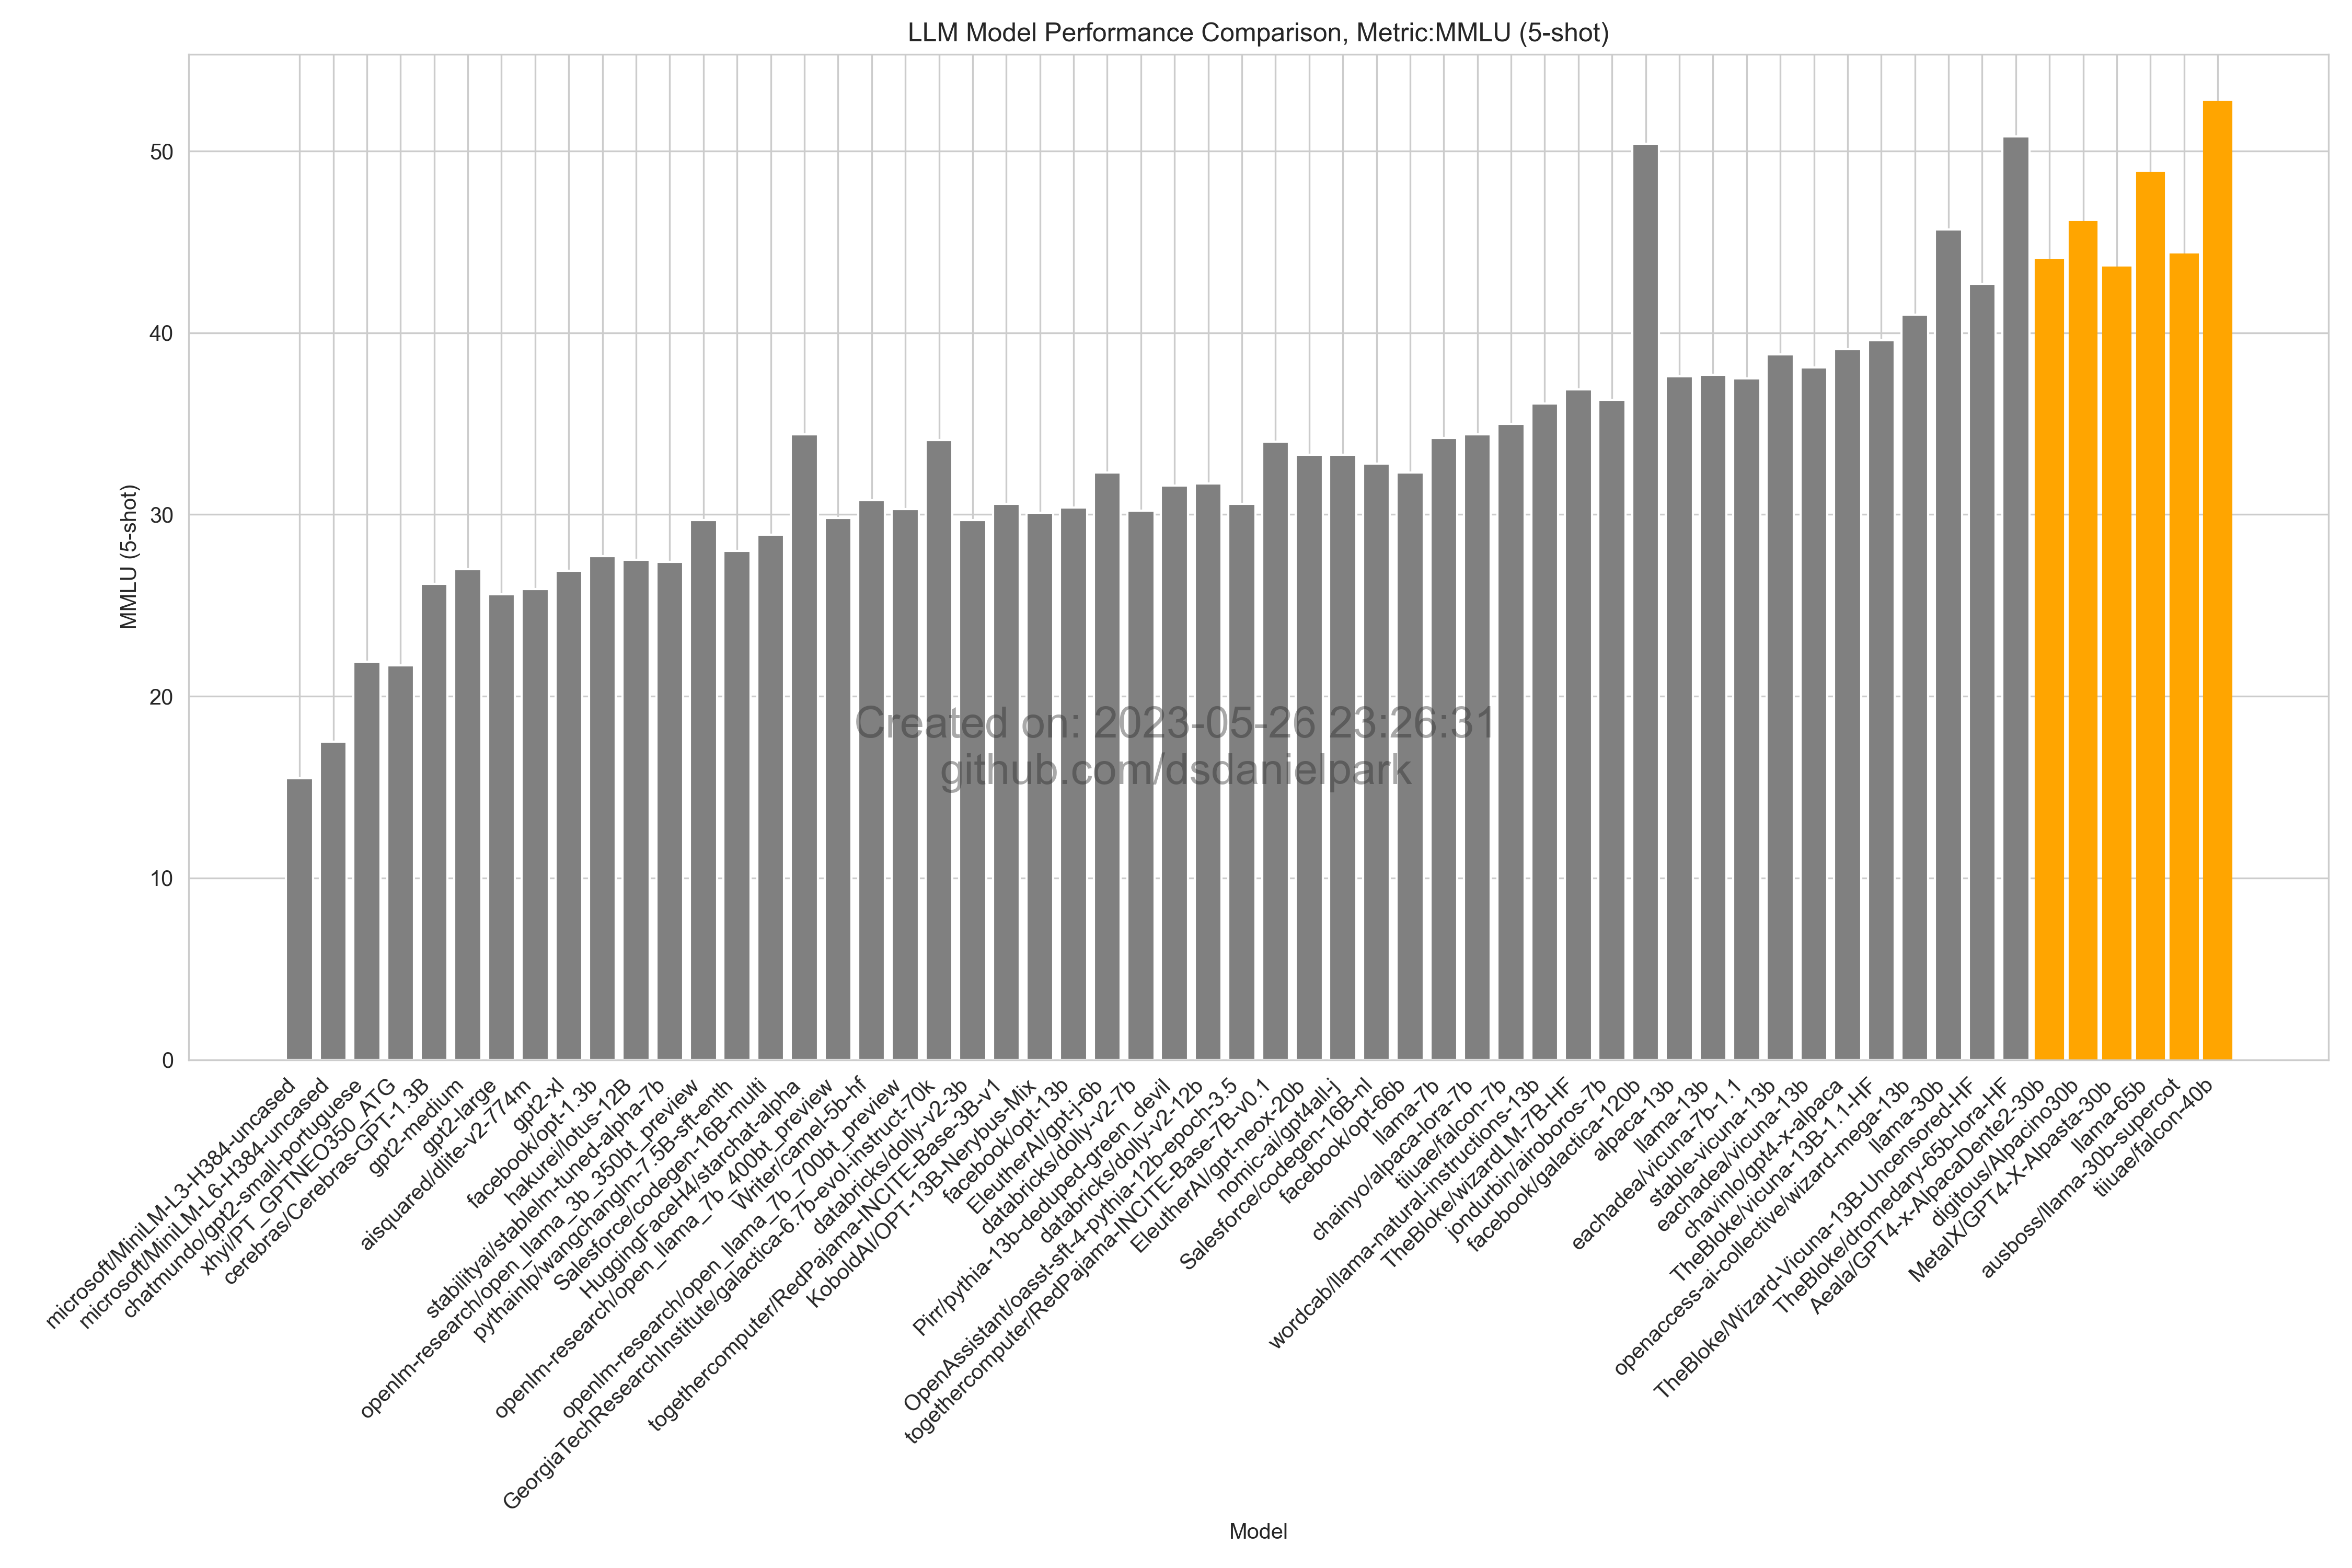 LLM Model Performance Comparison, Metric:MMLU (5-shot)
MMLU (5-shot)
50
40
30
20
10
0
Created on: 2023-05-26 23:26:31
github.com/dsdanielpark
microsoft/MiniLM-L3-H384-uncased
microsoft/MiniLM-L6-H384-uncased
chatmundo/gpt2-small-portuguese
xhyi/PT_GPTNEO350_ATG
cerebras/Cerebras-GPT-1.3B
gpt2-medium
gpt2-large
aisquared/dlite-v2-774m
gpt2-xl
facebook/opt-1.3b
hakurei/lotus-12B
stabilityai/stablelm-tuned-alpha-7b
openlm-research/open_llama_3b_350bt_preview
pythainlp/wangchanglm-7.5B-sft-enth
Salesforce/codegen-16B-multi
HuggingFaceH4/starchat-alpha
openlm-research/open_llama_7b_400bt_preview
Writer/camel-5b-hf
openlm-research/open_llama_7b_700bt_preview
GeorgiaTechResearchInstitute/galactica-6.7b-evol-instruct-70k
databricks/dolly-v2-3b
togethercomputer/RedPajama-INCITE-Base-3B-v1
KoboldAI/OPT-13B-Nerybus-Mix
facebook/opt-13b
EleutherAI/gpt-j-6b
databricks/dolly-v2-7b
Pirr/pythia-13b-deduped-green_devil
databricks/dolly-v2-12b
OpenAssistant/oasst-sft-4-pythia-12b-epoch-3.5
togethercomputer/RedPajama-INCITE-Base-7B-v0.1
EleutherAI/gpt-neox-20b
nomic-ai/gpt4all-j
Salesforce/codegen-16B-nl
facebook/opt-66b
llama-7b
chainyo/alpaca-lora-7b
tiiuae/falcon-7b
wordcab/llama-natural-instructions-13b
TheBloke/wizardLM-7B-HF
jondurbin/airoboros-7b
facebook/galactica-120b
alpaca-13b
llama-13b
eachadea/vicuna-7b-1.1
stable-vicuna-13b
eachadea/vicuna-13b
chavinlo/gpt4-x-alpaca
TheBloke/vicuna-13B-1.1-HF
openaccess-ai-collective/wizard-mega-13b
llama-30b
TheBloke/Wizard-Vicuna-13B-Uncensored-HF
TheBloke/dromedary-65b-lora-HF
Aeala/GPT4-x-AlpacaDente2-30b
digitous/Alpacino30b
MetaIX/GPT4-X-Alpasta-30b
llama-65b
ausboss/llama-30b-supercot
tiiuae/falcon-40b
Model